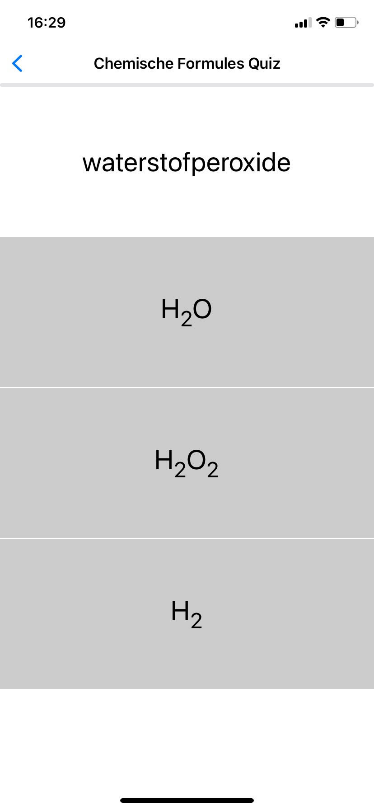 16:29
Chemische Formules Quiz
waterstofperoxide
H₂O
H₂O₂
H₂